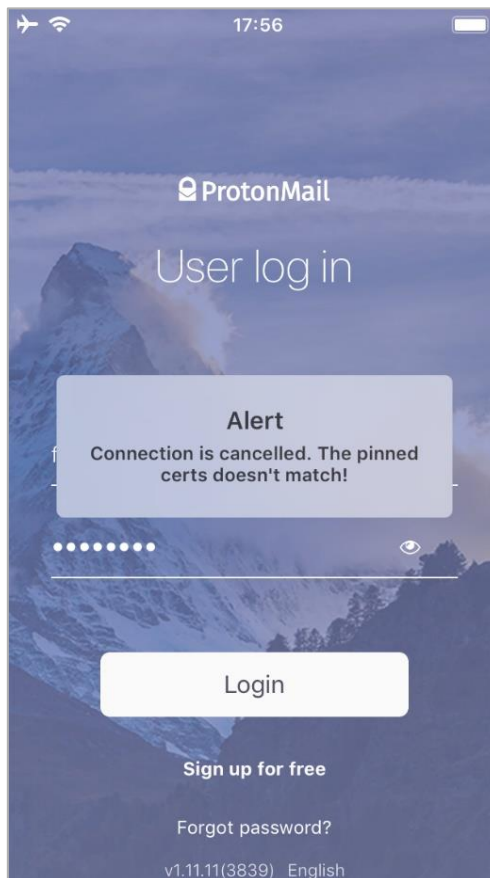 17:56
ProtonMail
User log in
Alert
Connection is cancelled. The pinned
certs doesn't match!
f
Login
Sign up for free
Forgot password?
v1.11.11(3839) English